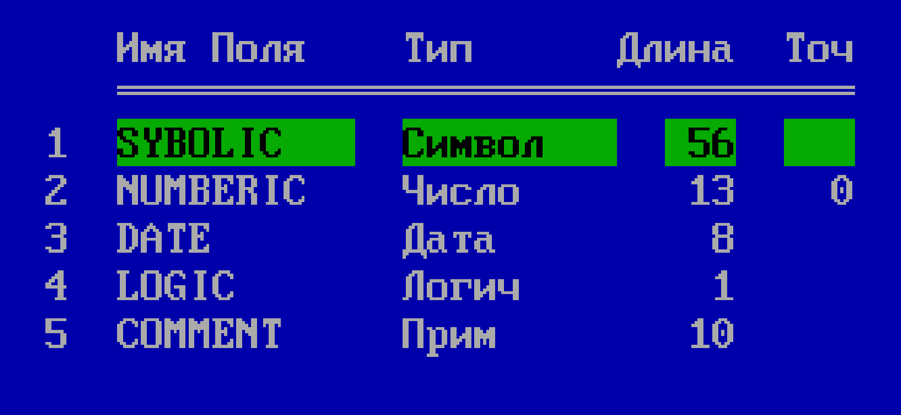 Имя Поля Тип Длина Точ
1 SYBOLIC Символ 56
2 NUMBERIC Число 13 0
3 DATE Дата 8
4 LOGIC Логич 1
5 COMMENT Прим 10